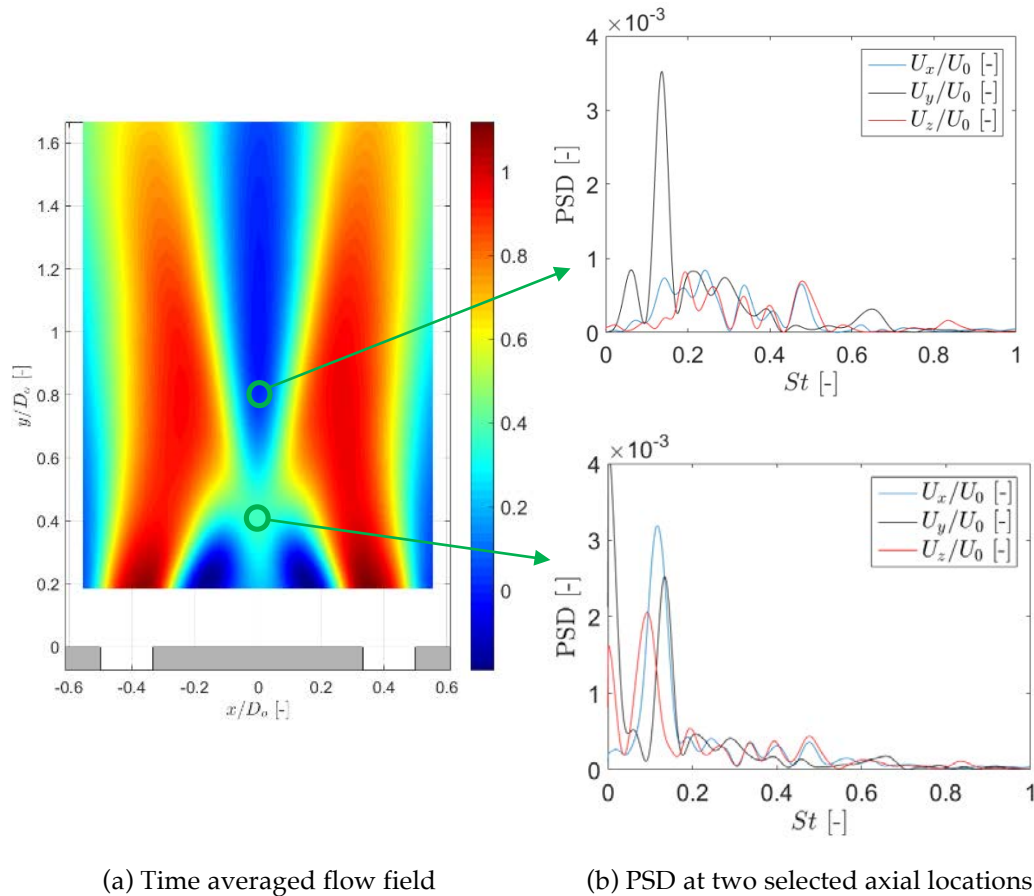 1.6
1.4
1.2
1
0.8
0.6
0.4
0.2
0
y/D_o [-]
-0.6 -0.4 -0.2 0 0.2 0.4 0.6
x/D_o [-]
1
0.8
0.6
0.4
0.2
0
×10⁻³
4
3
2
1
0
PSD [-]
0 0.2 0.4 0.6 0.8 1
St [-]
U_x/U_0 [-]
U_y/U_0 [-]
U_z/U_0 [-]
×10⁻³
4
3
2
1
0
PSD [-]
0 0.2 0.4 0.6 0.8 1
St [-]
U_x/U_0 [-]
U_y/U_0 [-]
U_z/U_0 [-]
(a) Time averaged flow field
(b) PSD at two selected axial locations